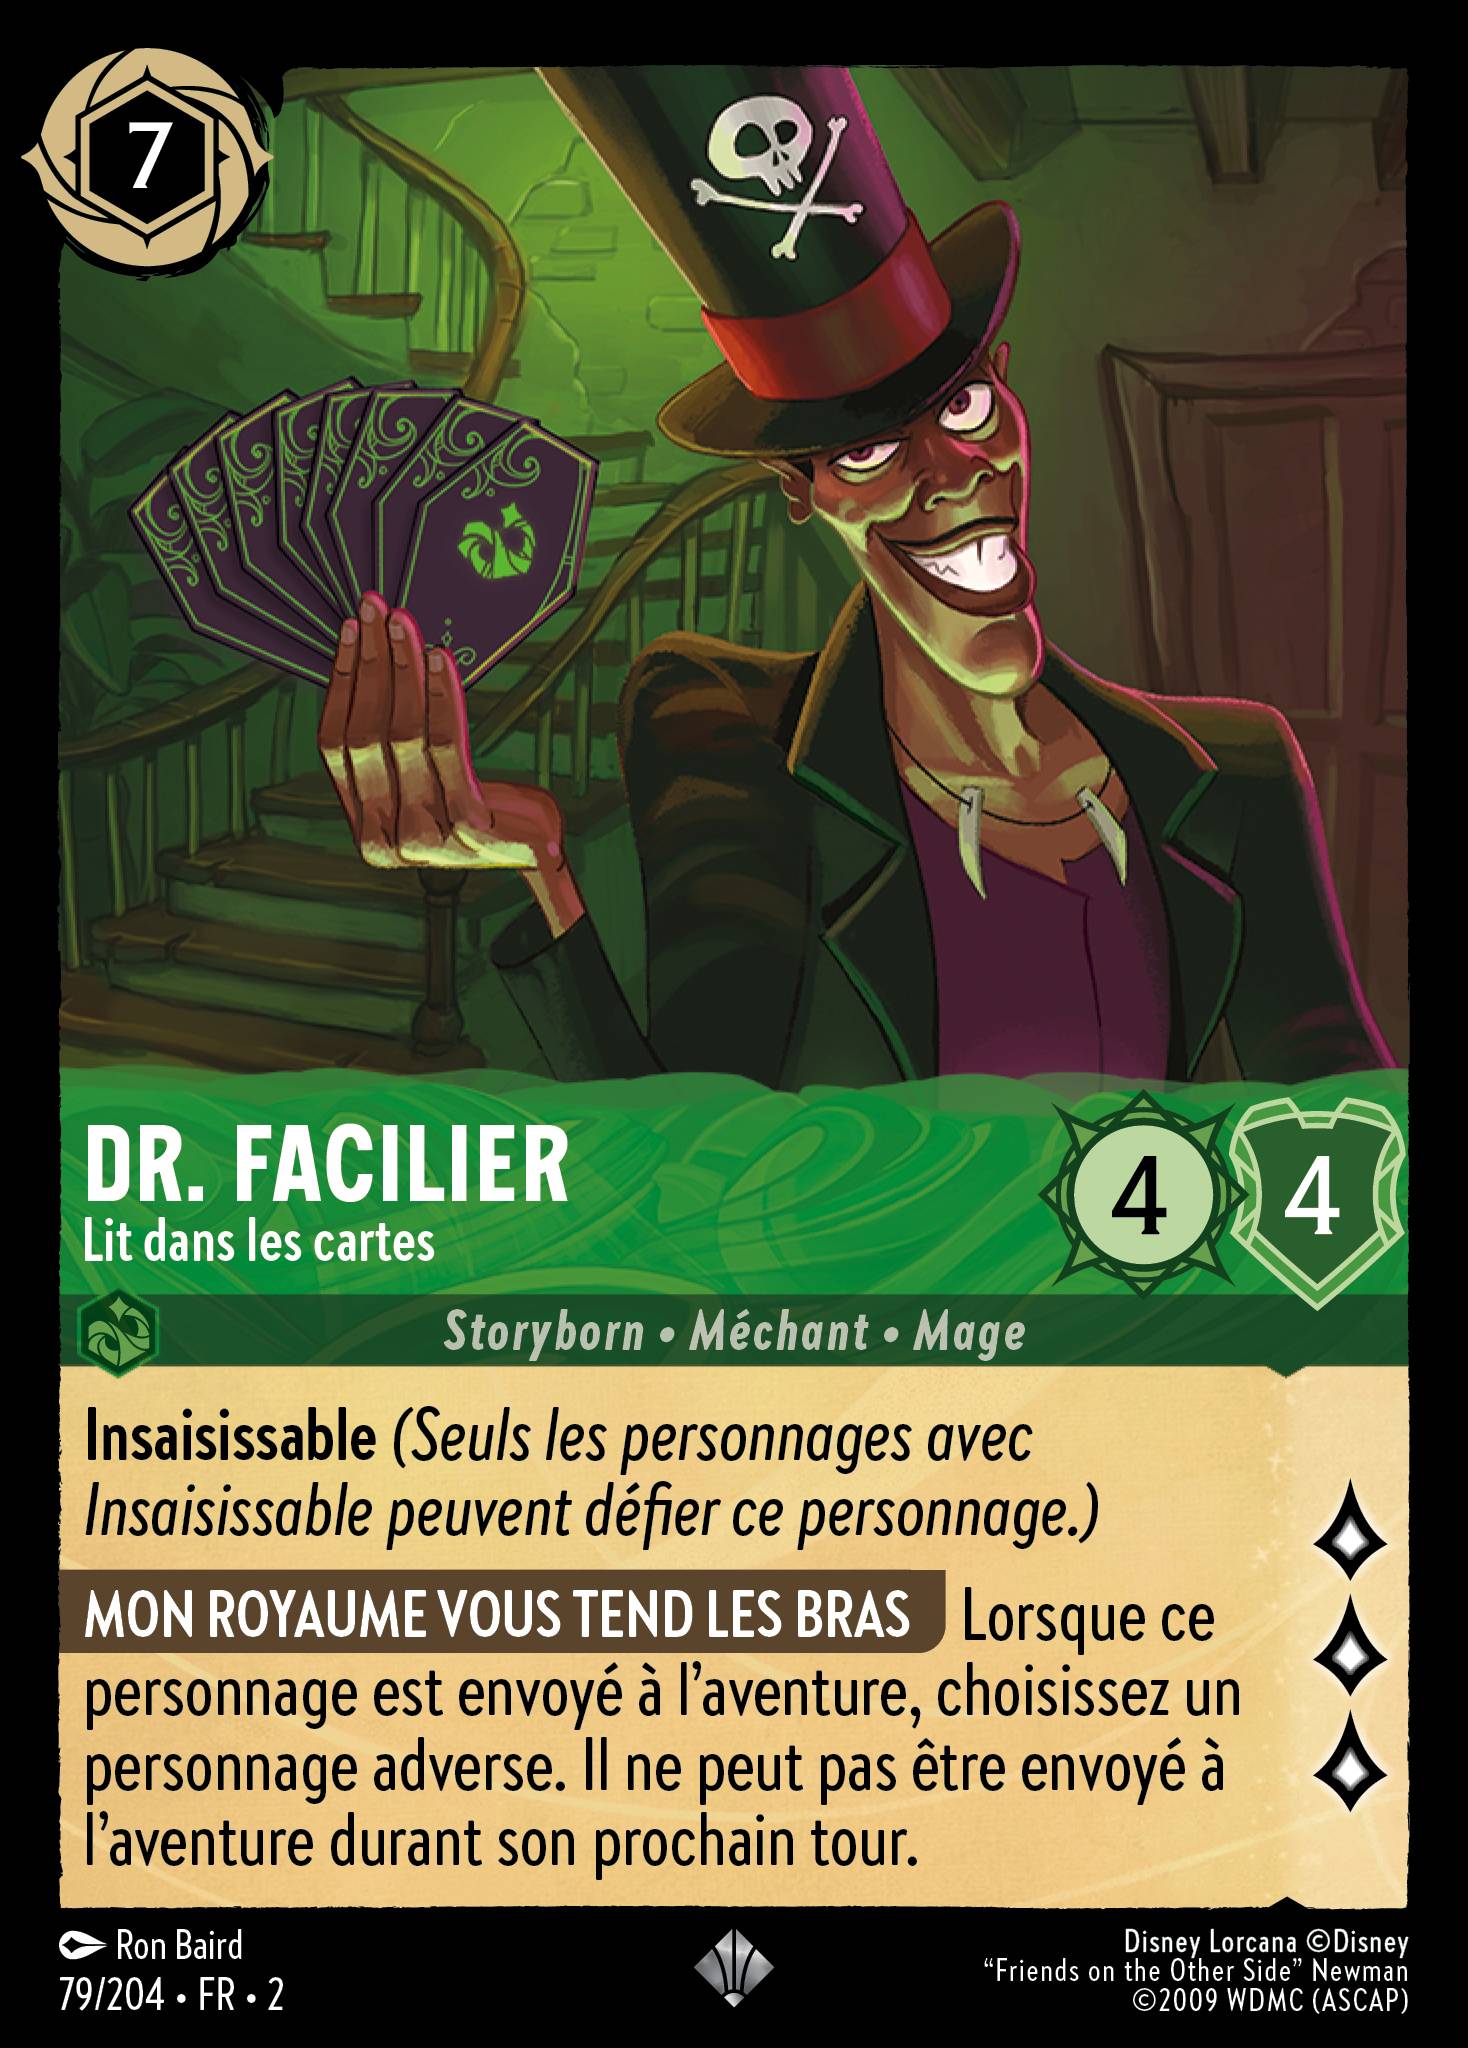 7
DR. FACILIER
Lit dans les cartes
4
4
Storyborn • Méchant • Mage
Insaisissable (Seuls les personnages avec
Insaisissable peuvent défier ce personnage.)
MON ROYAUME VOUS TEND LES BRAS Lorsque ce
personnage est envoyé à l’aventure, choisissez un
personnage adverse. Il ne peut pas être envoyé à
l’aventure durant son prochain tour.
Ron Baird
79/204 • FR • 2
Disney Lorcana ©Disney
“Friends on the Other Side” Newman
©2009 WDMC (ASCAP)